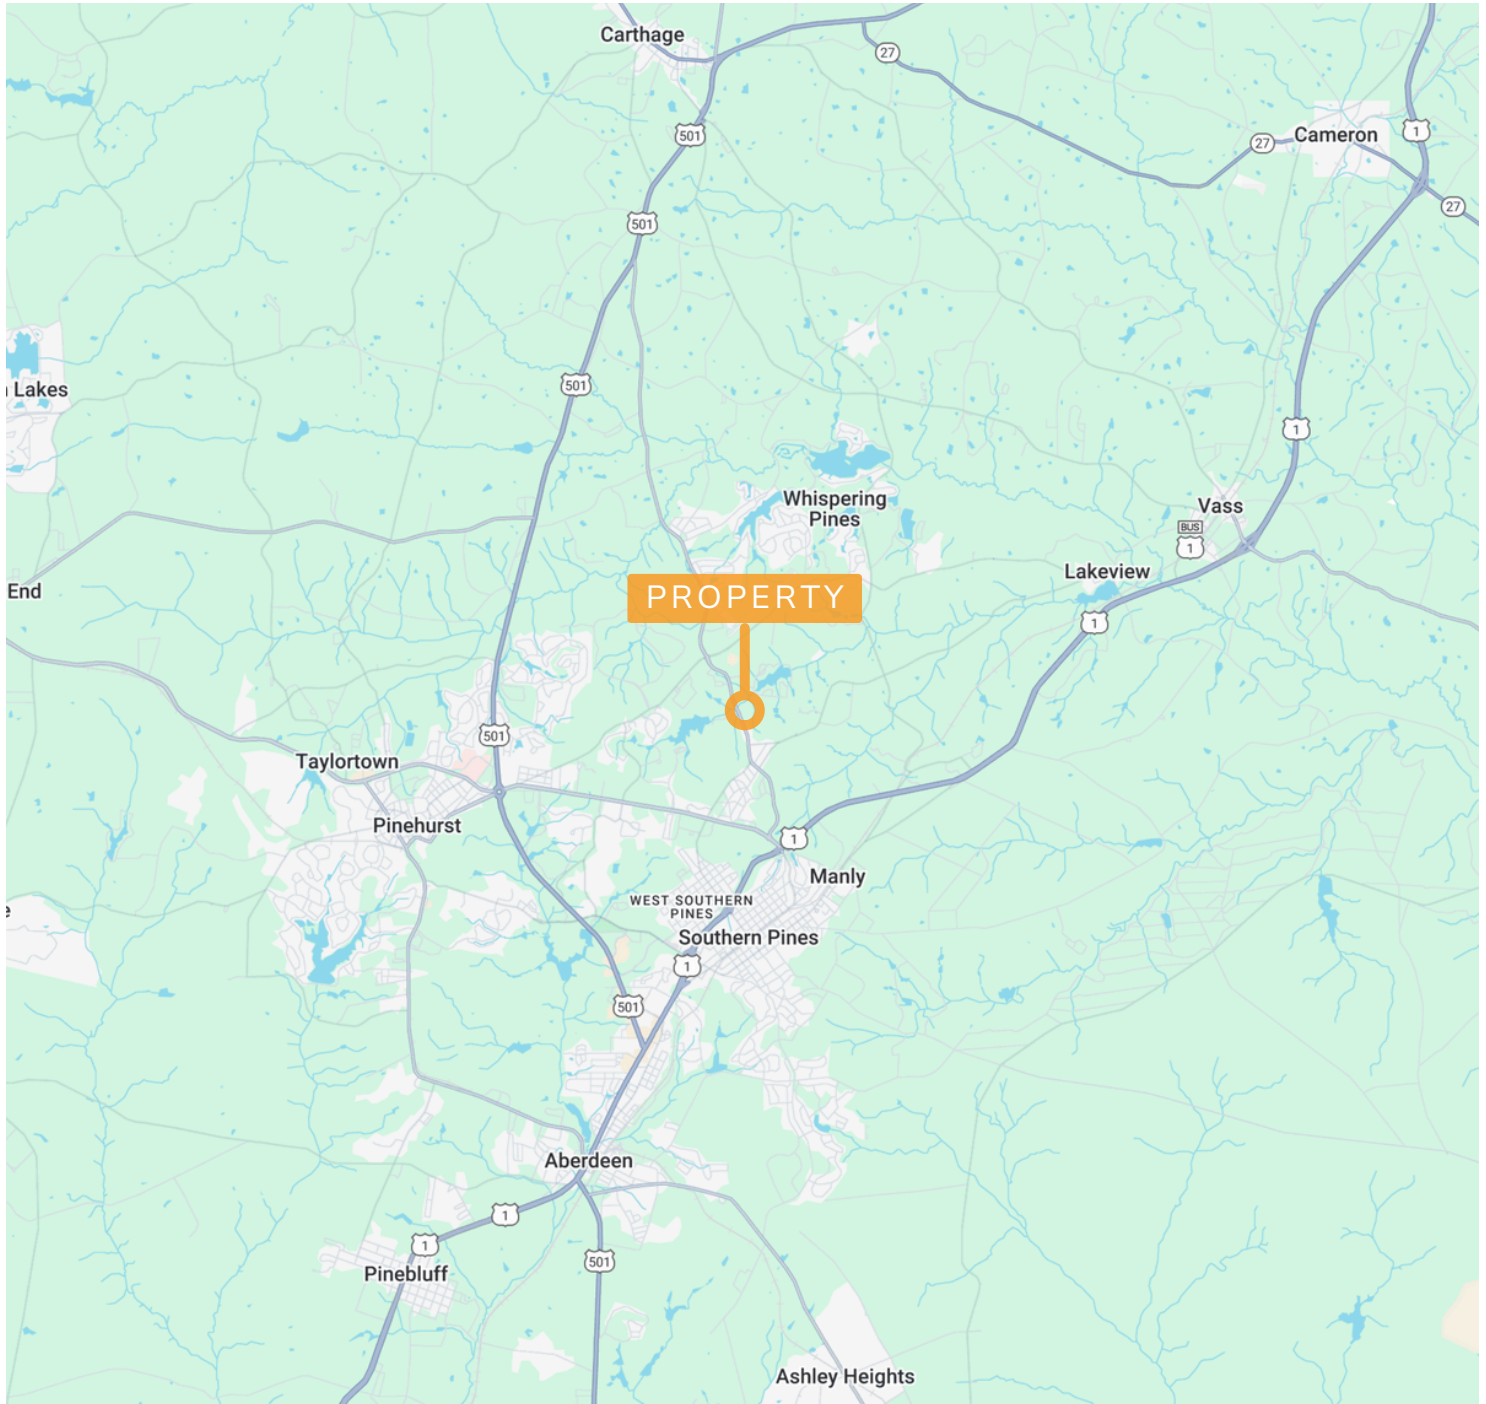 Carthage
27
501
27
Cameron
1
27
501
501
Lakes
1
Whispering
Pines
Vass
BUS
1
Lakeview
End
PROPERTY
1
501
Taylortown
Pinehurst
1
Manly
WEST SOUTHERN
PINES
Southern Pines
1
501
Aberdeen
1
1
501
Pinebluff
Ashley Heights